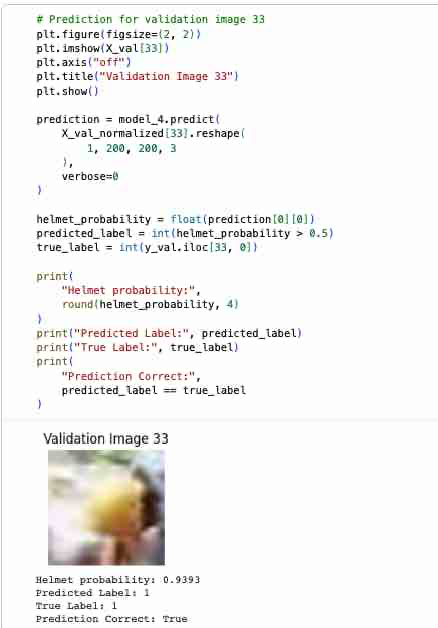 # Prediction for validation image 33
plt.figure(figsize=(2, 2))
plt.imshow(X_val[33])
plt.axis("off")
plt.title("Validation Image 33")
plt.show()

prediction = model_4.predict(
    X_val_normalized[33].reshape(
        1, 200, 200, 3
    ),
    verbose=0
)

helmet_probability = float(prediction[0][0])
predicted_label = int(helmet_probability > 0.5)
true_label = int(y_val.iloc[33, 0])

print(
    "Helmet probability:",
    round(helmet_probability, 4)
)
print("Predicted Label:", predicted_label)
print("True Label:", true_label)
print(
    "Prediction Correct:",
    predicted_label == true_label
)
Validation Image 33
Helmet probability: 0.9393
Predicted Label: 1
True Label: 1
Prediction Correct: True